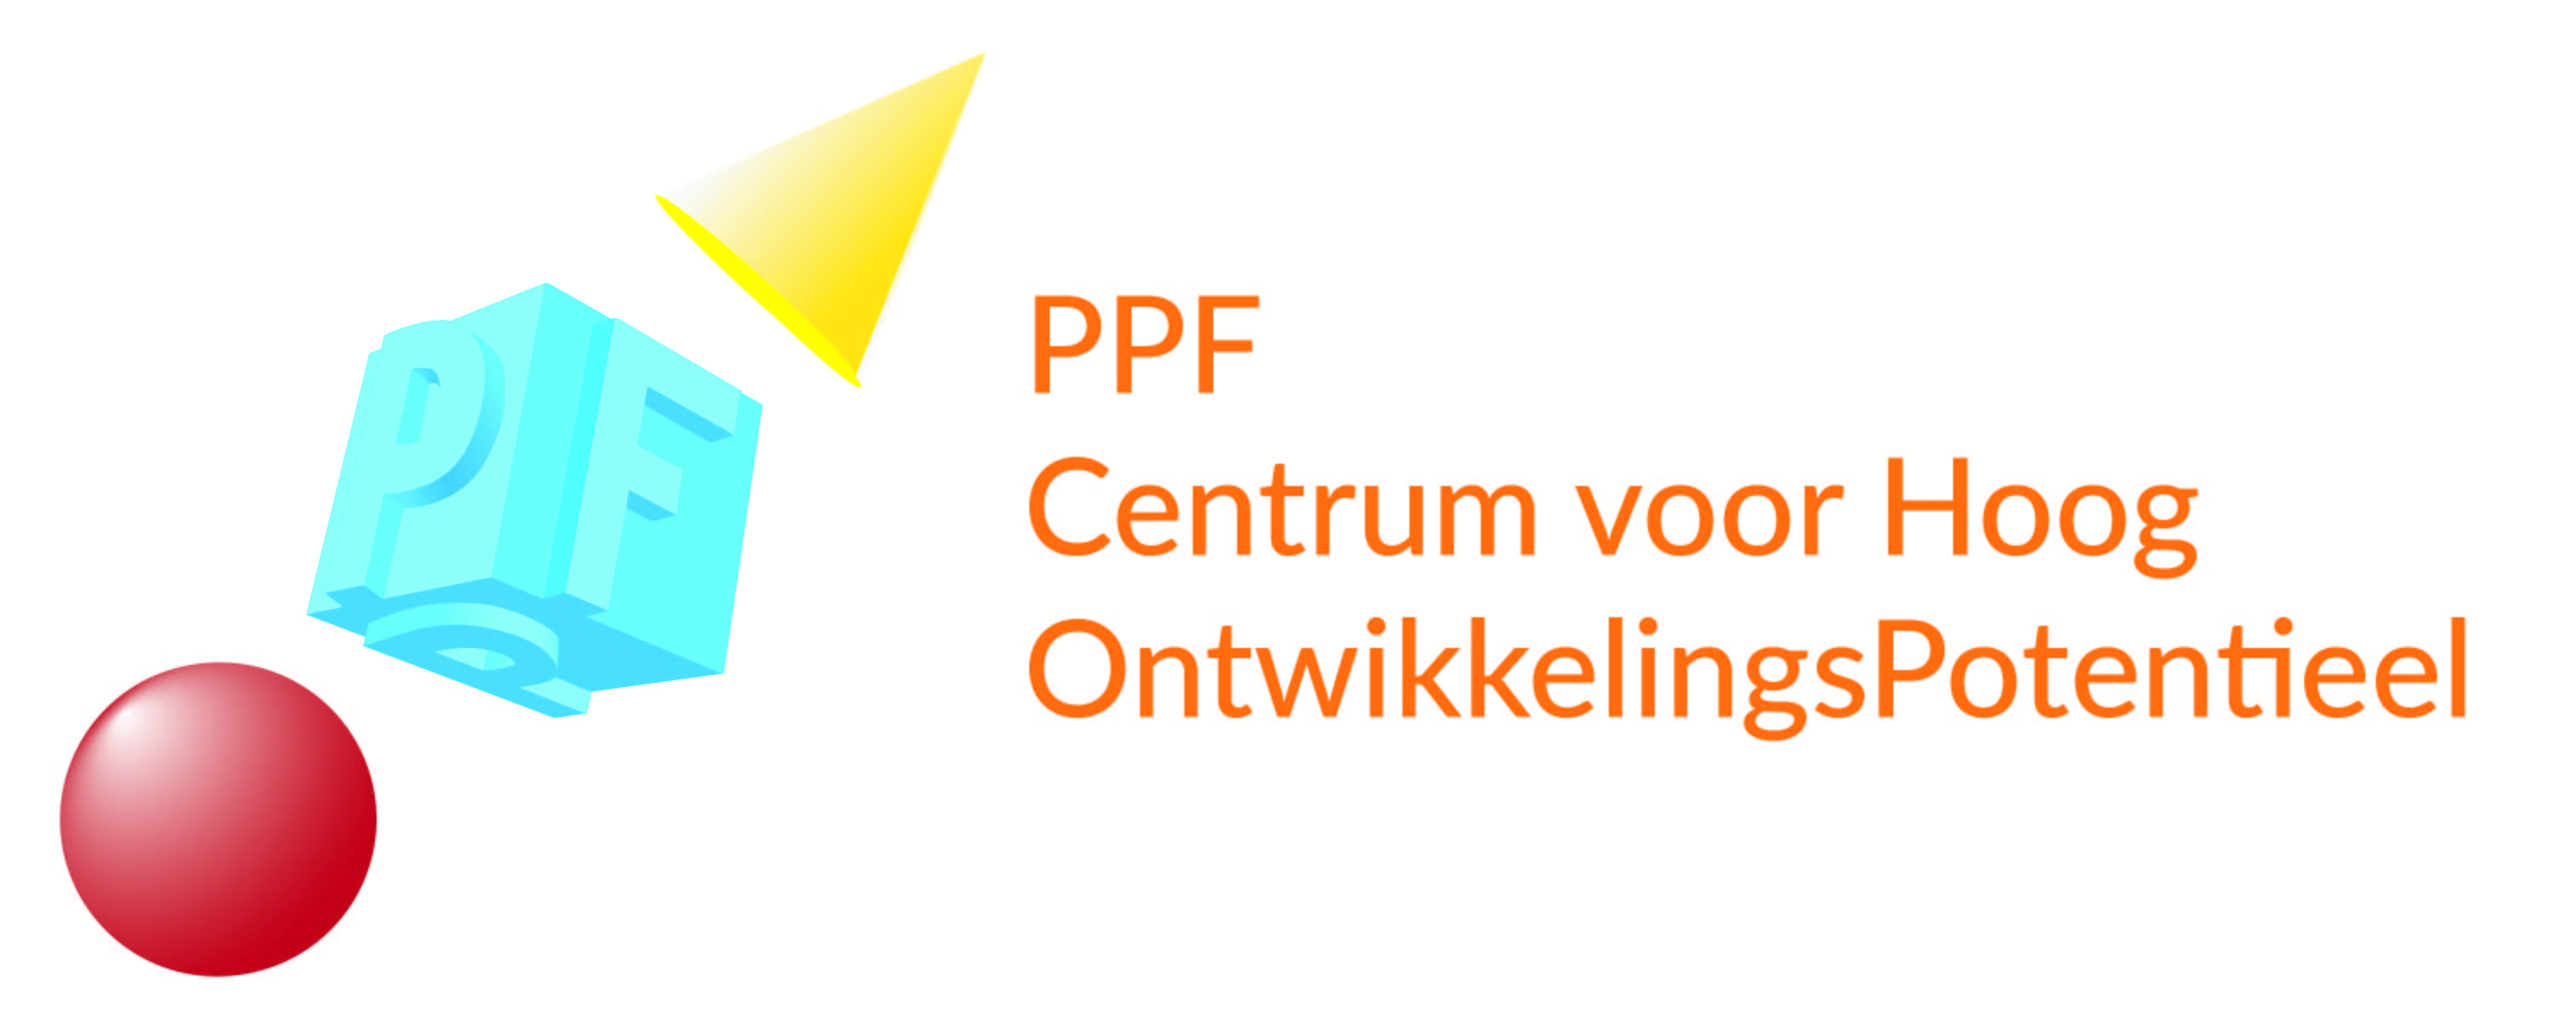 P F
P
PPF
Centrum voor Hoog
OntwikkelingsPotentieel